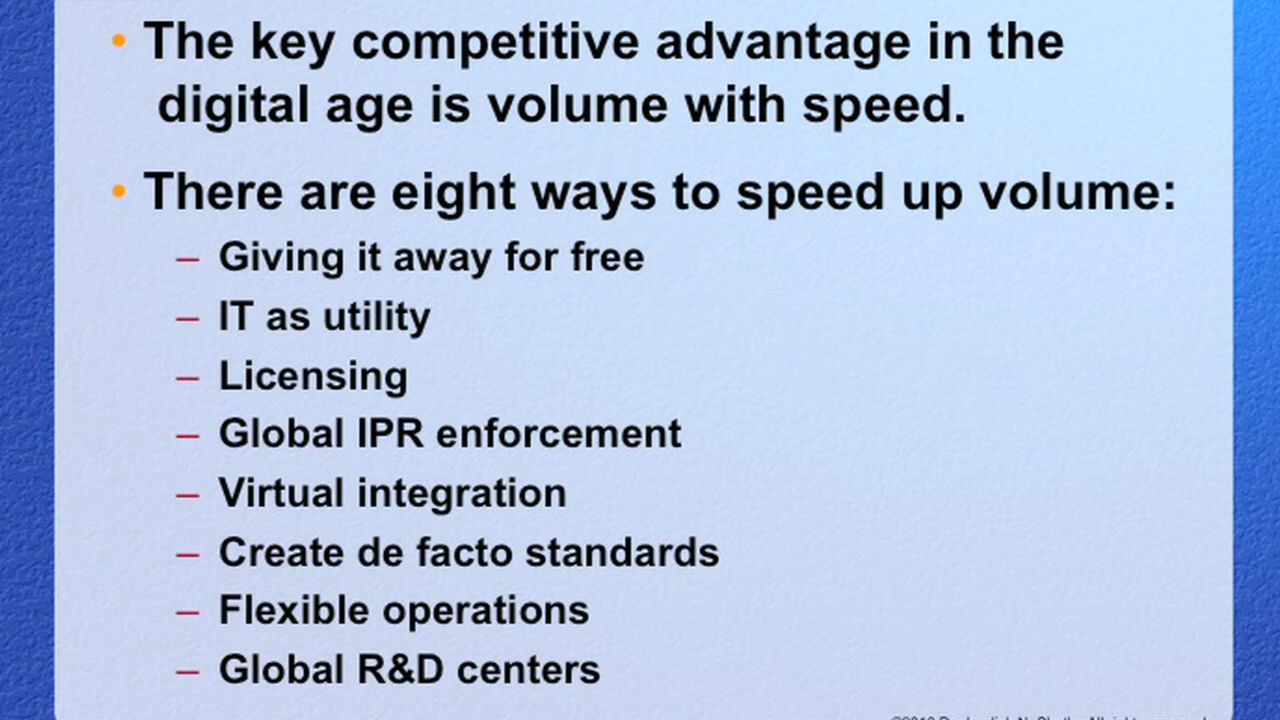 • The key competitive advantage in the
digital age is volume with speed.
• There are eight ways to speed up volume:
– Giving it away for free
– IT as utility
– Licensing
– Global IPR enforcement
– Virtual integration
– Create de facto standards
– Flexible operations
– Global R&D centers